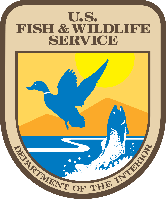 U.S.
FISH & WILDLIFE
SERVICE
DEPARTMENT OF THE INTERIOR